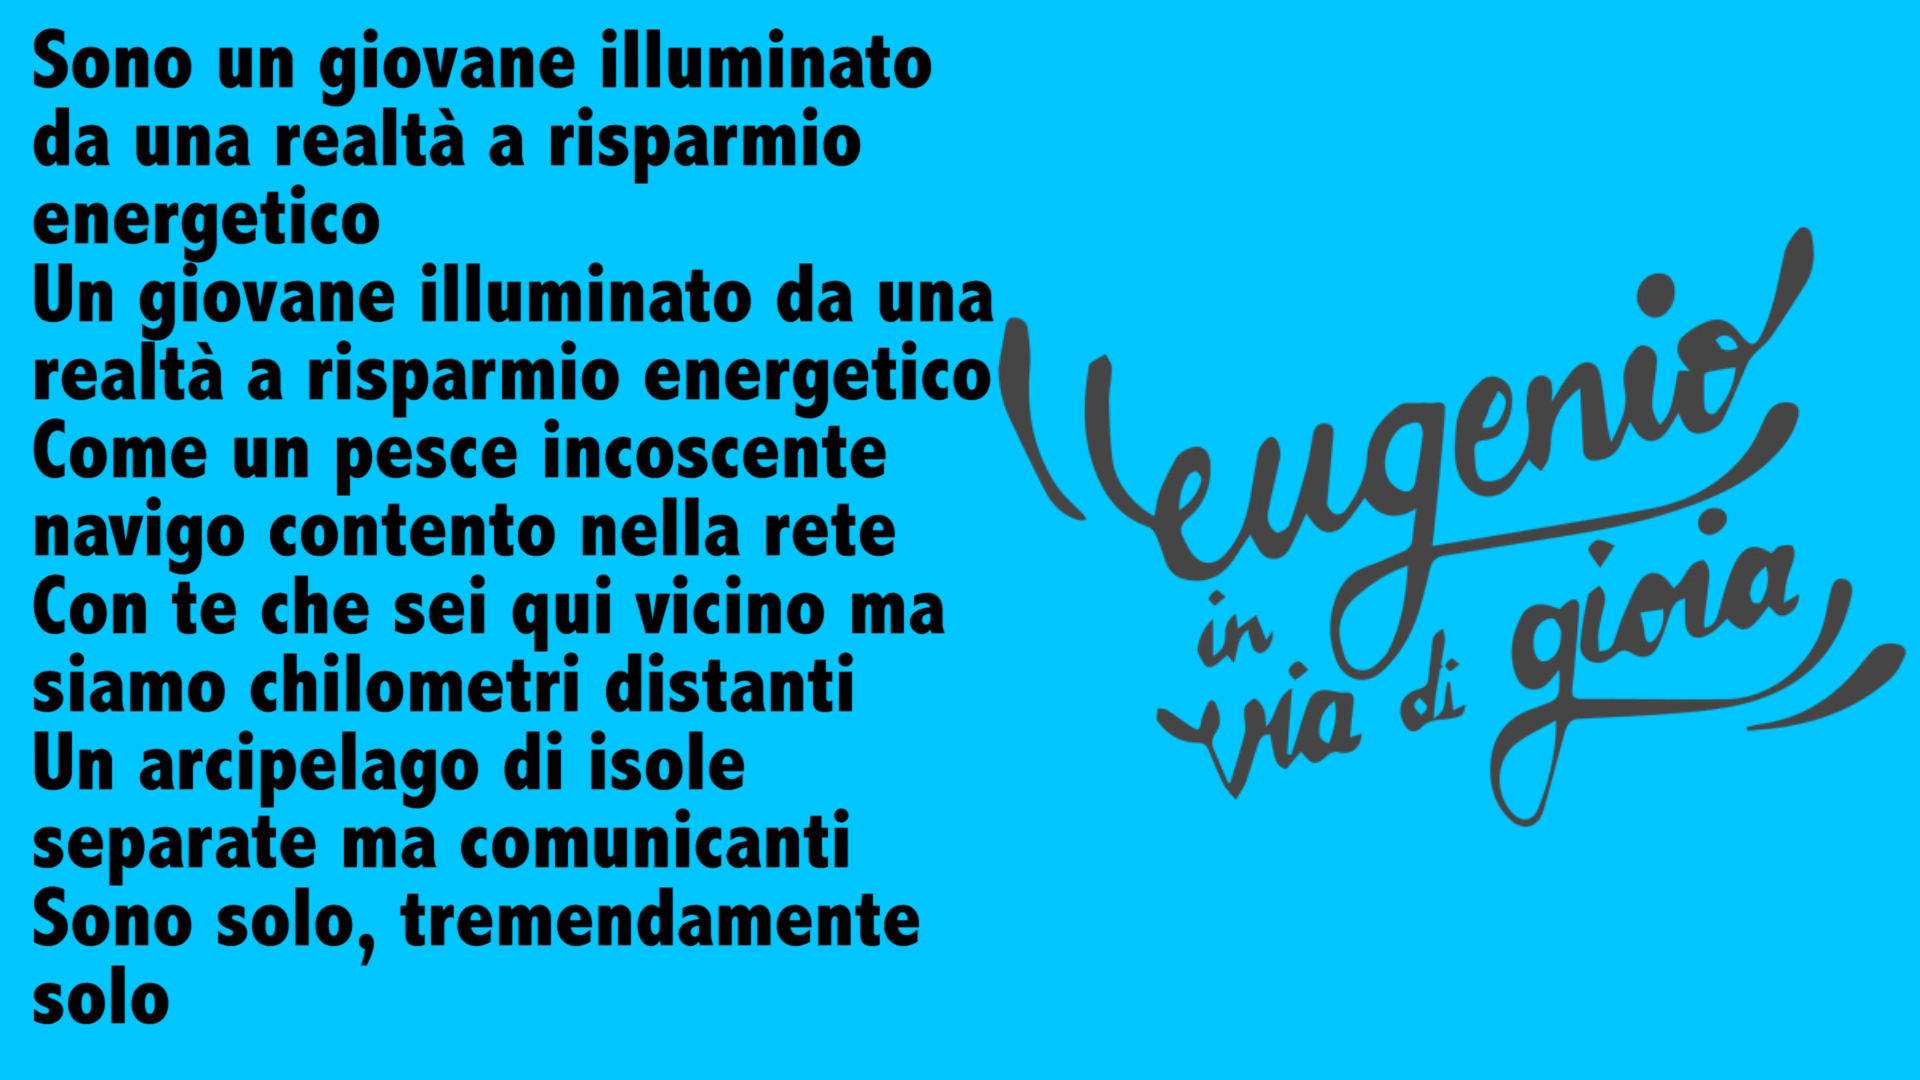 Sono un giovane illuminato
da una realtà a risparmio
energetico
Un giovane illuminato da una
realtà a risparmio energetico
Come un pesce incoscente
navigo contento nella rete
Con te che sei qui vicino ma
siamo chilometri distanti
Un arcipelago di isole
separate ma comunicanti
Sono solo, tremendamente
solo
eugenio
in
via di gioia